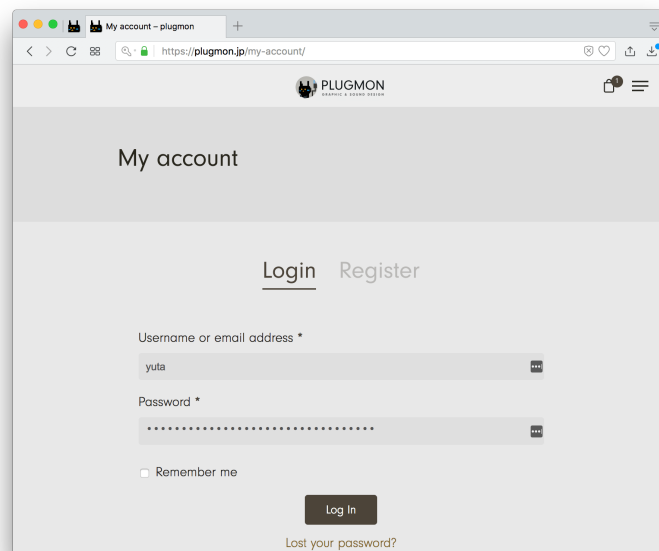 My account – plugmon
https://plugmon.jp/my-account/
PLUGMON
GRAPHIC & SOUND DESIGN
1
My account
Login Register
Username or email address *
yuta
Password *
•••••••••••••••••••••••••••••••••
Remember me
Log In
Lost your password?